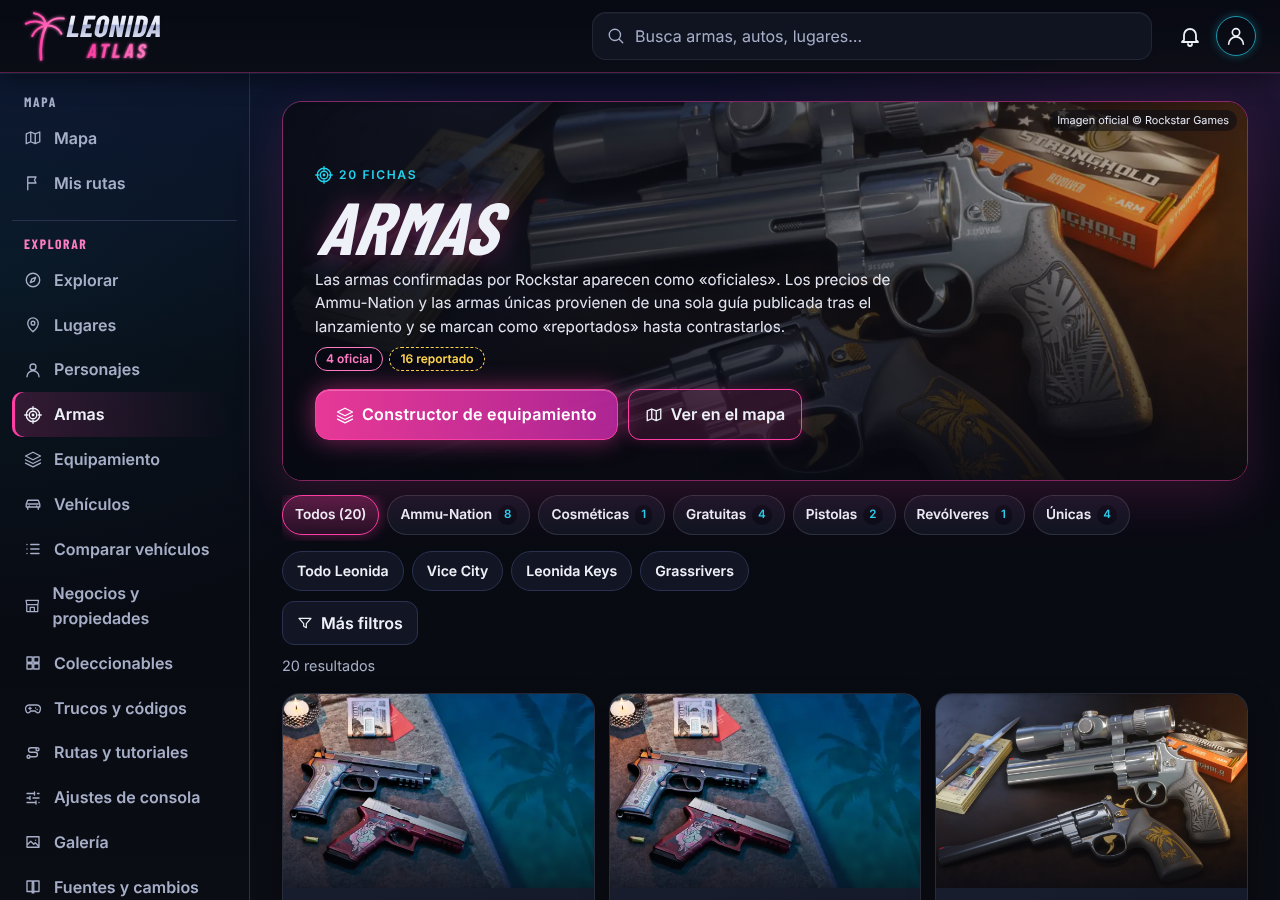 LEONIDA
ATLAS
Busca armas, autos, lugares...
MAPA
Mapa
Mis rutas
EXPLORAR
Explorar
Lugares
Personajes
Armas
Equipamiento
Vehículos
Comparar vehículos
Negocios y
propiedades
Coleccionables
Trucos y códigos
Rutas y tutoriales
Ajustes de consola
Galería
Fuentes y cambios
Imagen oficial © Rockstar Games
STRONGHOLD
REVOLVER
ARM
STRONGHOLD
20 FICHAS
ARMAS
Las armas confirmadas por Rockstar aparecen como «oficiales». Los precios de
Ammu-Nation y las armas únicas provienen de una sola guía publicada tras el
lanzamiento y se marcan como «reportados» hasta contrastarlos.
4 oficial
16 reportado
Constructor de equipamiento
Ver en el mapa
Todos (20)
Ammu-Nation 8
Cosméticas 1
Gratuitas 4
Pistolas 2
Revólveres 1
Únicas 4
Todo Leonida
Vice City
Leonida Keys
Grassrivers
Más filtros
20 resultados
STRONGHOLD